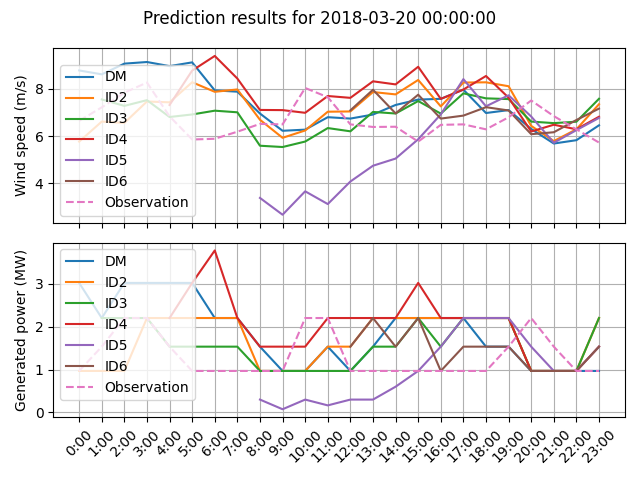 Prediction results for 2018-03-20 00:00:00
Wind speed (m/s)
8
6
4
DM
ID2
ID3
ID4
ID5
ID6
Observation
Generated power (MW)
3
2
1
0
DM
ID2
ID3
ID4
ID5
ID6
Observation
0:00 1:00 2:00 3:00 4:00 5:00 6:00 7:00 8:00 9:00 10:00 11:00 12:00 13:00 14:00 15:00 16:00 17:00 18:00 19:00 20:00 21:00 22:00 23:00